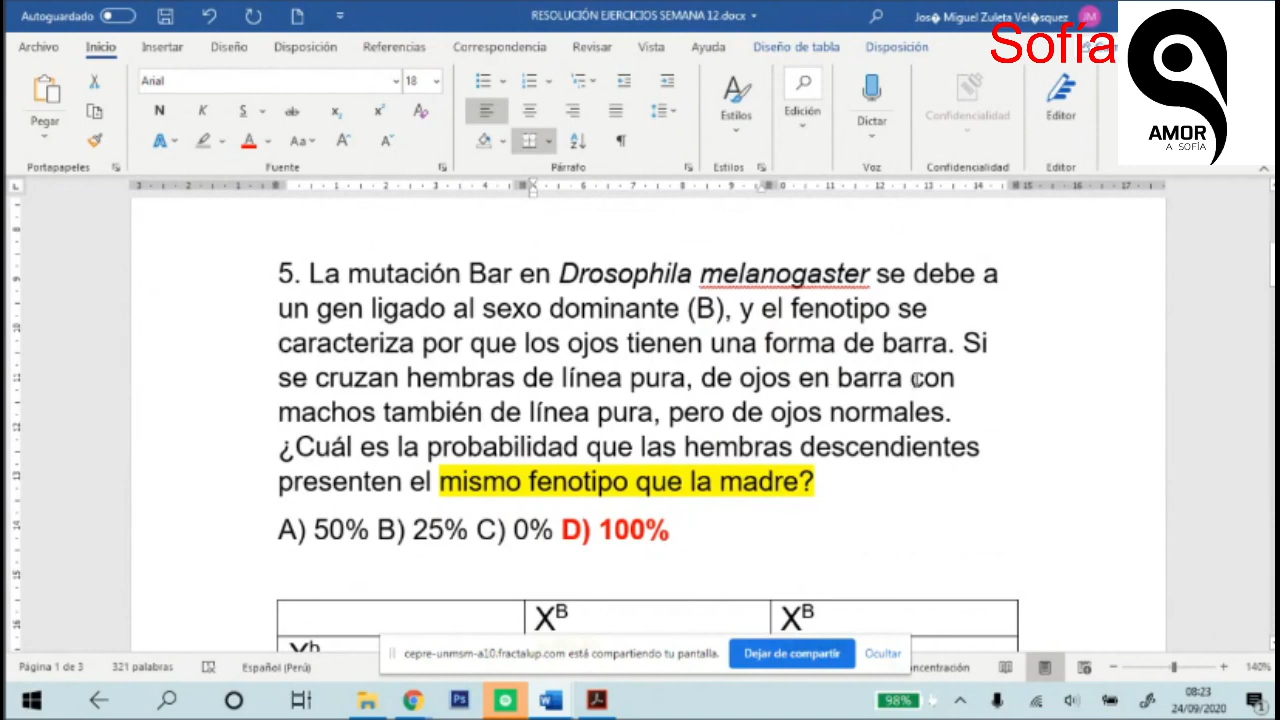 Autoguardado
RESOLUCIÓN EJERCICIOS SEMANA 12.docx
Jos� Miguel Zuleta Vel�squez
JM
Sofía
AMOR
A SOFÍA
Archivo Inicio Insertar Diseño Disposición Referencias Correspondencia Revisar Vista Ayuda Diseño de tabla Disposición
Arial 18
Pegar
Estilos
Edición
Dictar
Confidencialidad
Editor
Portapapeles Fuente Párrafo Estilos Voz Confidencialidad Editor
5. La mutación Bar en Drosophila melanogaster se debe a
un gen ligado al sexo dominante (B), y el fenotipo se
caracteriza por que los ojos tienen una forma de barra. Si
se cruzan hembras de línea pura, de ojos en barra con
machos también de línea pura, pero de ojos normales.
¿Cuál es la probabilidad que las hembras descendientes
presenten el mismo fenotipo que la madre?
A) 50% B) 25% C) 0% D) 100%
X^B X^B
cepre-unmsm-a10.fractalup.com está compartiendo tu pantalla. Dejar de compartir Ocultar
Página 1 de 3 321 palabras Español (Perú) 140%
98%
08:23
24/09/2020